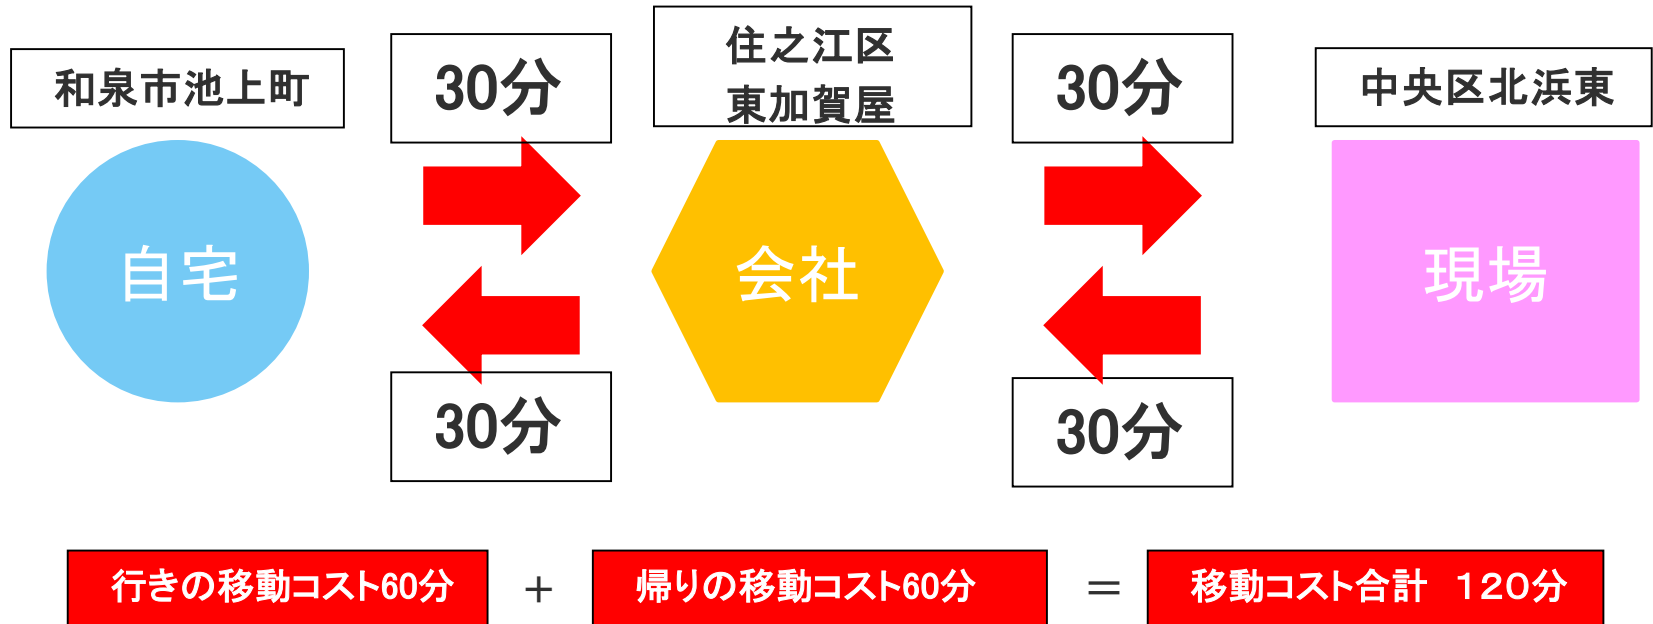 和泉市池上町
30分
住之江区
東加賀屋
30分
中央区北浜東
自宅
会社
現場
30分
30分
行きの移動コスト60分
+
帰りの移動コスト60分
＝
移動コスト合計　１２０分